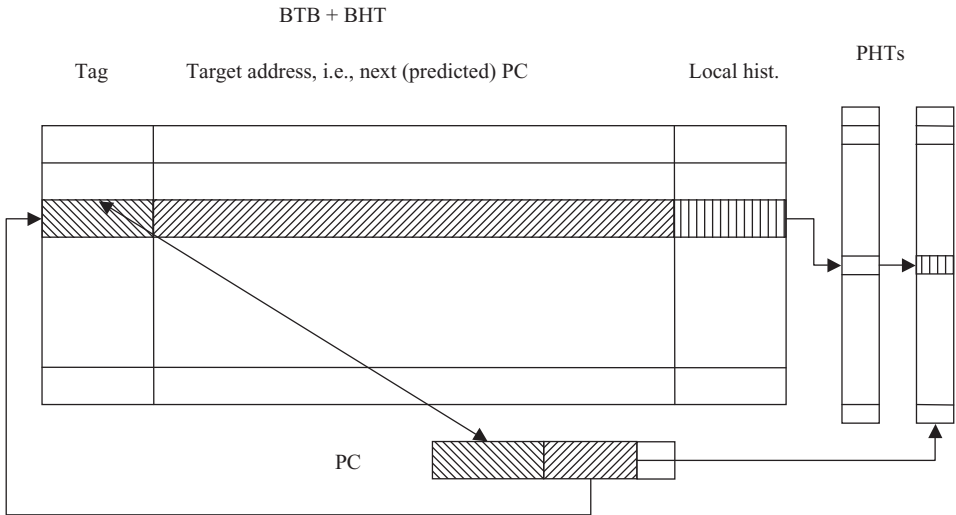 BTB + BHT
PHTs
Tag
Target address, i.e., next (predicted) PC
Local hist.
PC